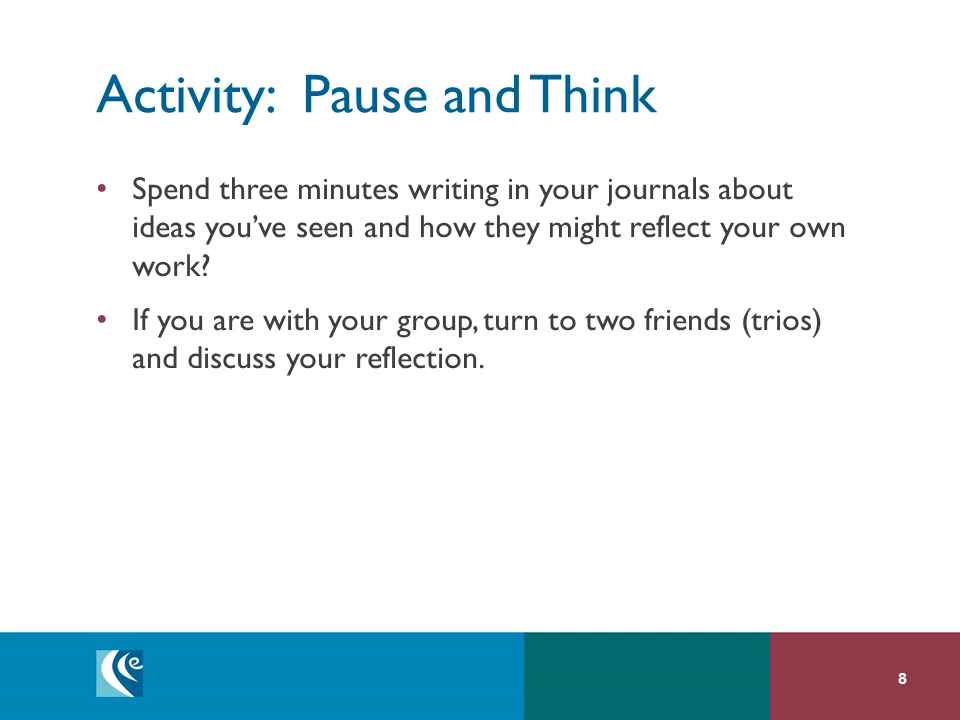 Activity:  Pause and Think
• Spend three minutes writing in your journals about
ideas you’ve seen and how they might reflect your own
work?
• If you are with your group, turn to two friends (trios)
and discuss your reflection.
e
8